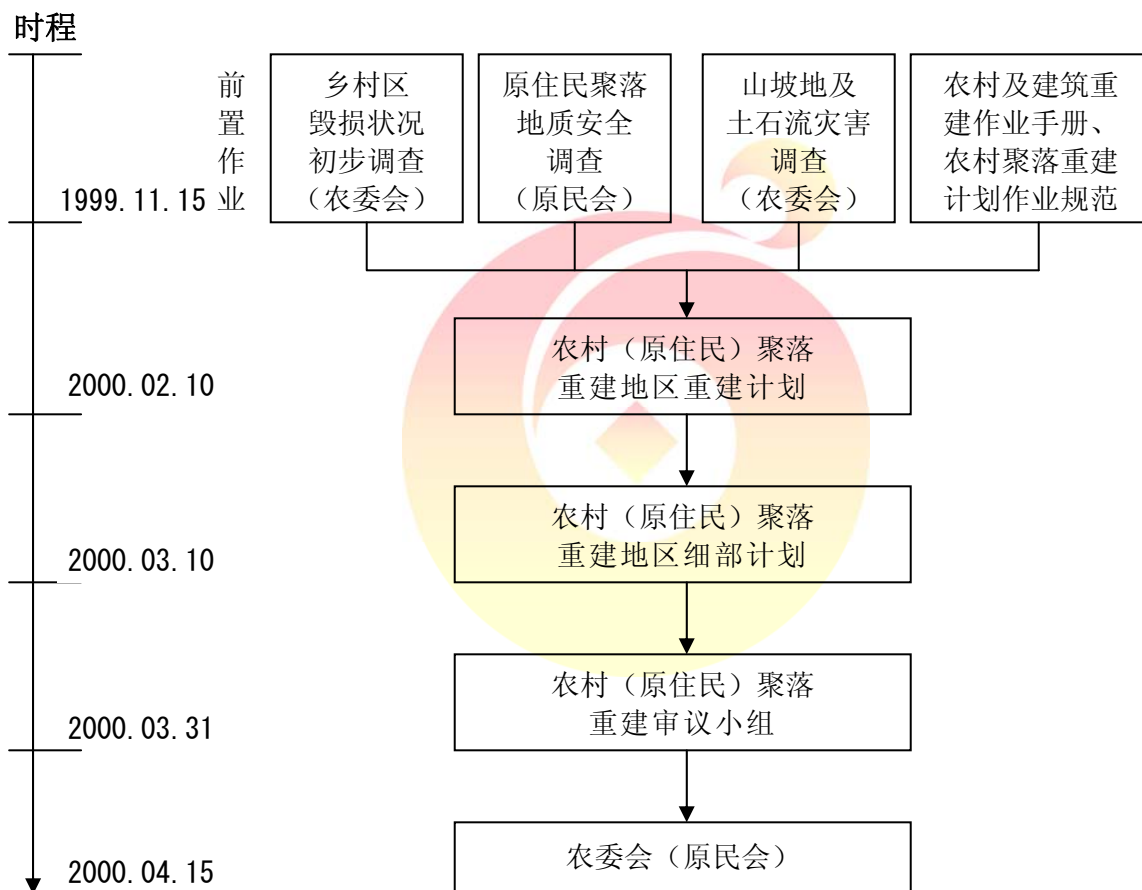 时程
前置作业
乡村区
毁损状况
初步调查
（农委会）
原住民聚落
地质安全
调查
（原民会）
山坡地及
土石流灾害
调查
（农委会）
农村及建筑重
建作业手册、
农村聚落重建
计划作业规范
1999.11.15
农村（原住民）聚落
重建地区重建计划
2000.02.10
农村（原住民）聚落
重建地区细部计划
2000.03.10
农村（原住民）聚落
重建审议小组
2000.03.31
农委会（原民会）
2000.04.15